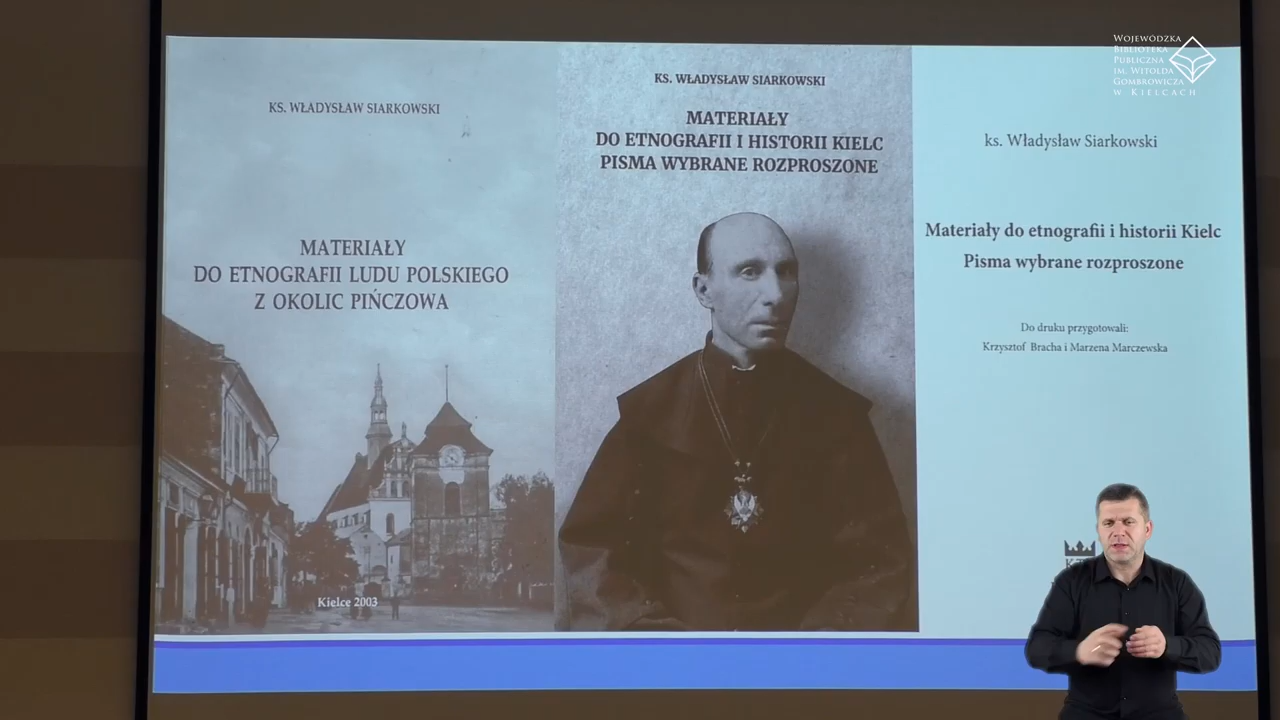 WOJEWÓDZKA
BIBLIOTEKA
PUBLICZNA
IM. WITOLDA
GOMBROWICZA
W KIELCACH
KS. WŁADYSŁAW SIARKOWSKI
MATERIAŁY
DO ETNOGRAFII LUDU POLSKIEGO
Z OKOLIC PIŃCZOWA
Kielce 2003
KS. WŁADYSŁAW SIARKOWSKI
MATERIAŁY
DO ETNOGRAFII I HISTORII KIELC
PISMA WYBRANE ROZPROSZONE
ks. Władysław Siarkowski
Materiały do etnografii i historii Kielc
Pisma wybrane rozproszone
Do druku przygotowali:
Krzysztof Bracha i Marzena Marczewska